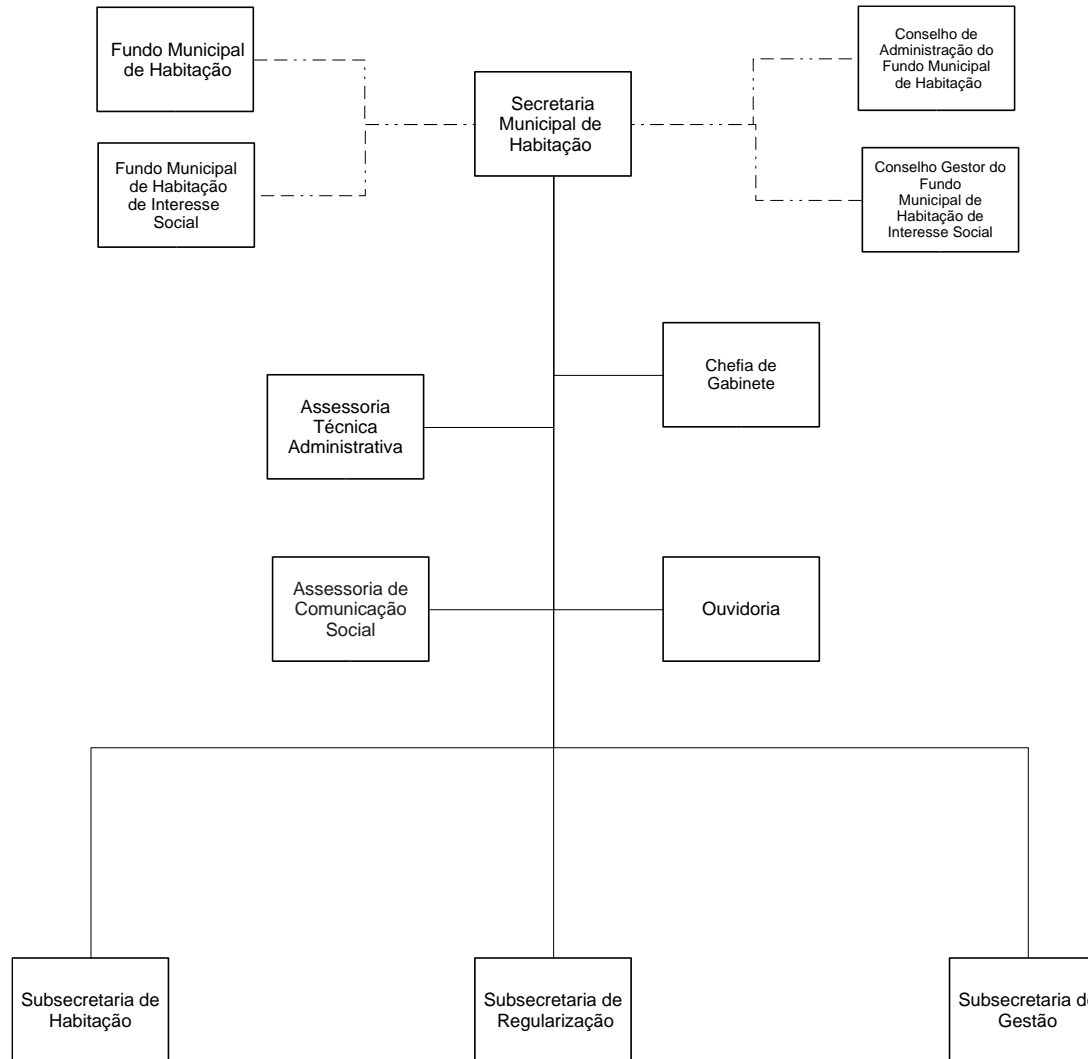 Fundo Municipal
de Habitação
Conselho de
Administração do
Fundo Municipal
de Habitação
Secretaria
Municipal de
Habitação
Fundo Municipal
de Habitação
de Interesse
Social
Conselho Gestor do
Fundo
Municipal de
Habitação de
Interesse Social
Chefia de
Gabinete
Assessoria
Técnica
Administrativa
Assessoria de
Comunicação
Social
Ouvidoria
Subsecretaria de
Habitação
Subsecretaria de
Regularização
Subsecretaria de
Gestão